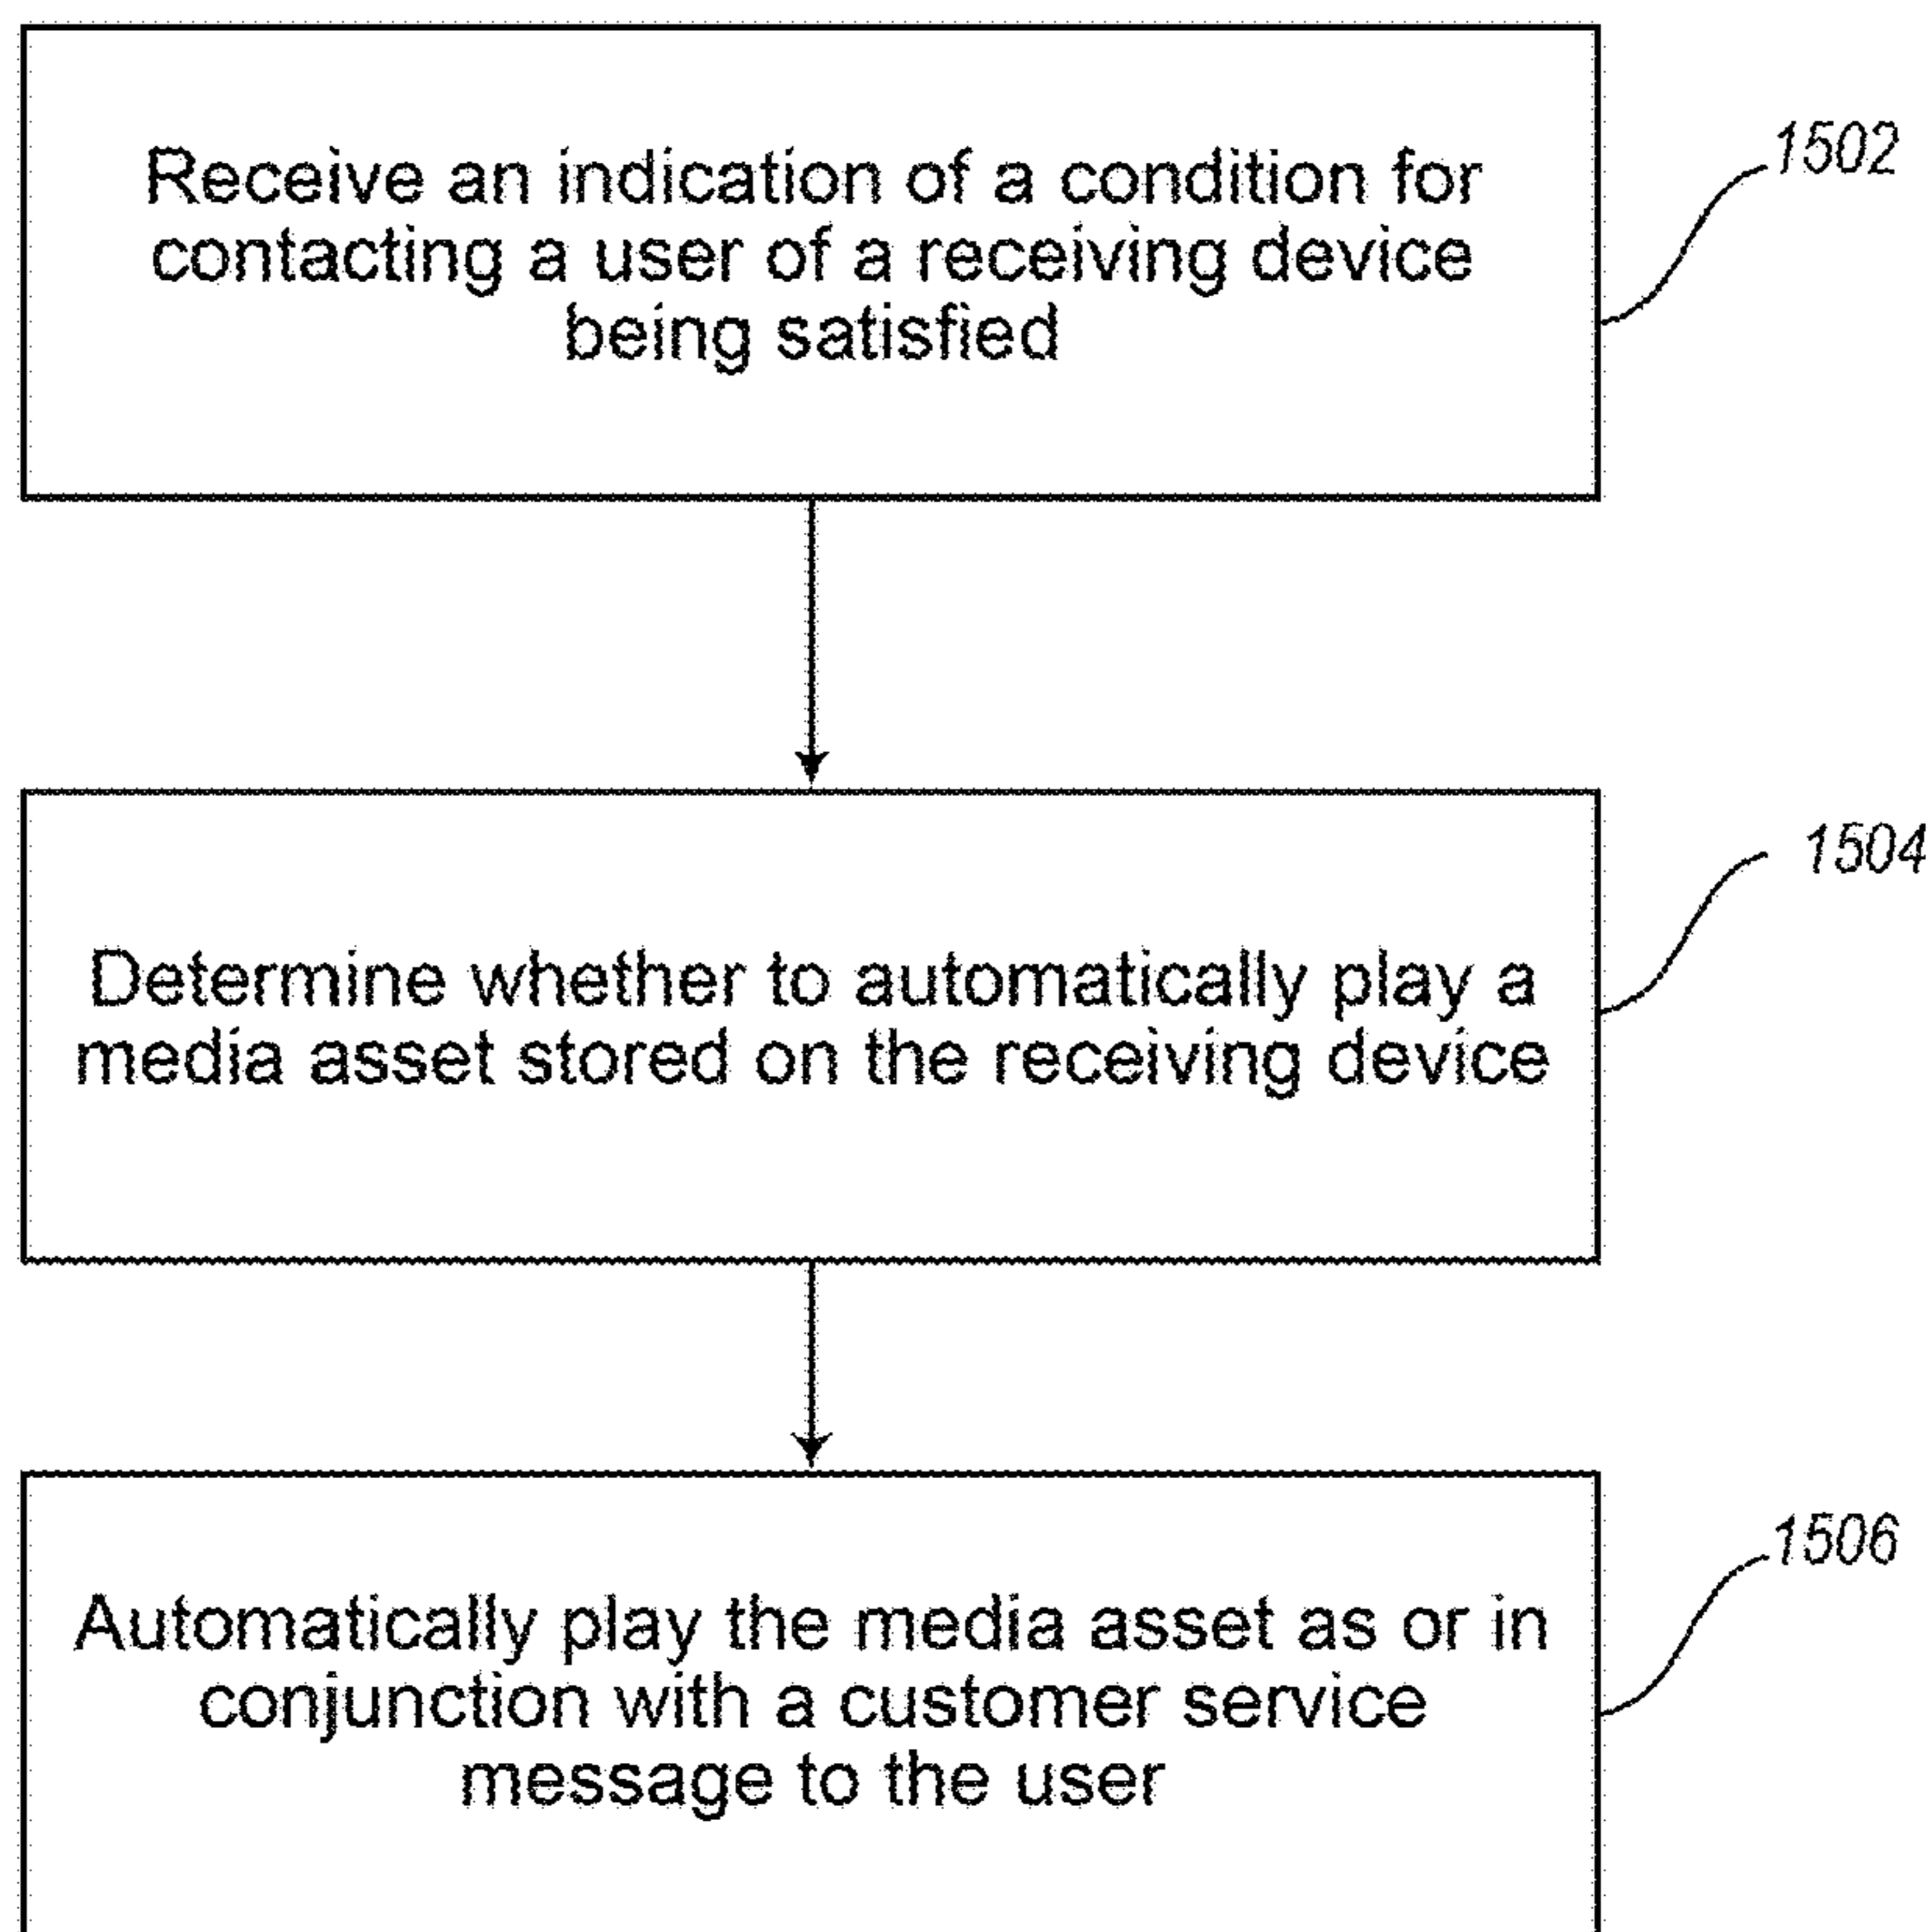 Receive an indication of a condition for
contacting a user of a receiving device
being satisfied
1502
Determine whether to automatically play a
media asset stored on the receiving device
1504
Automatically play the media asset as or in
conjunction with a customer service
message to the user
1506